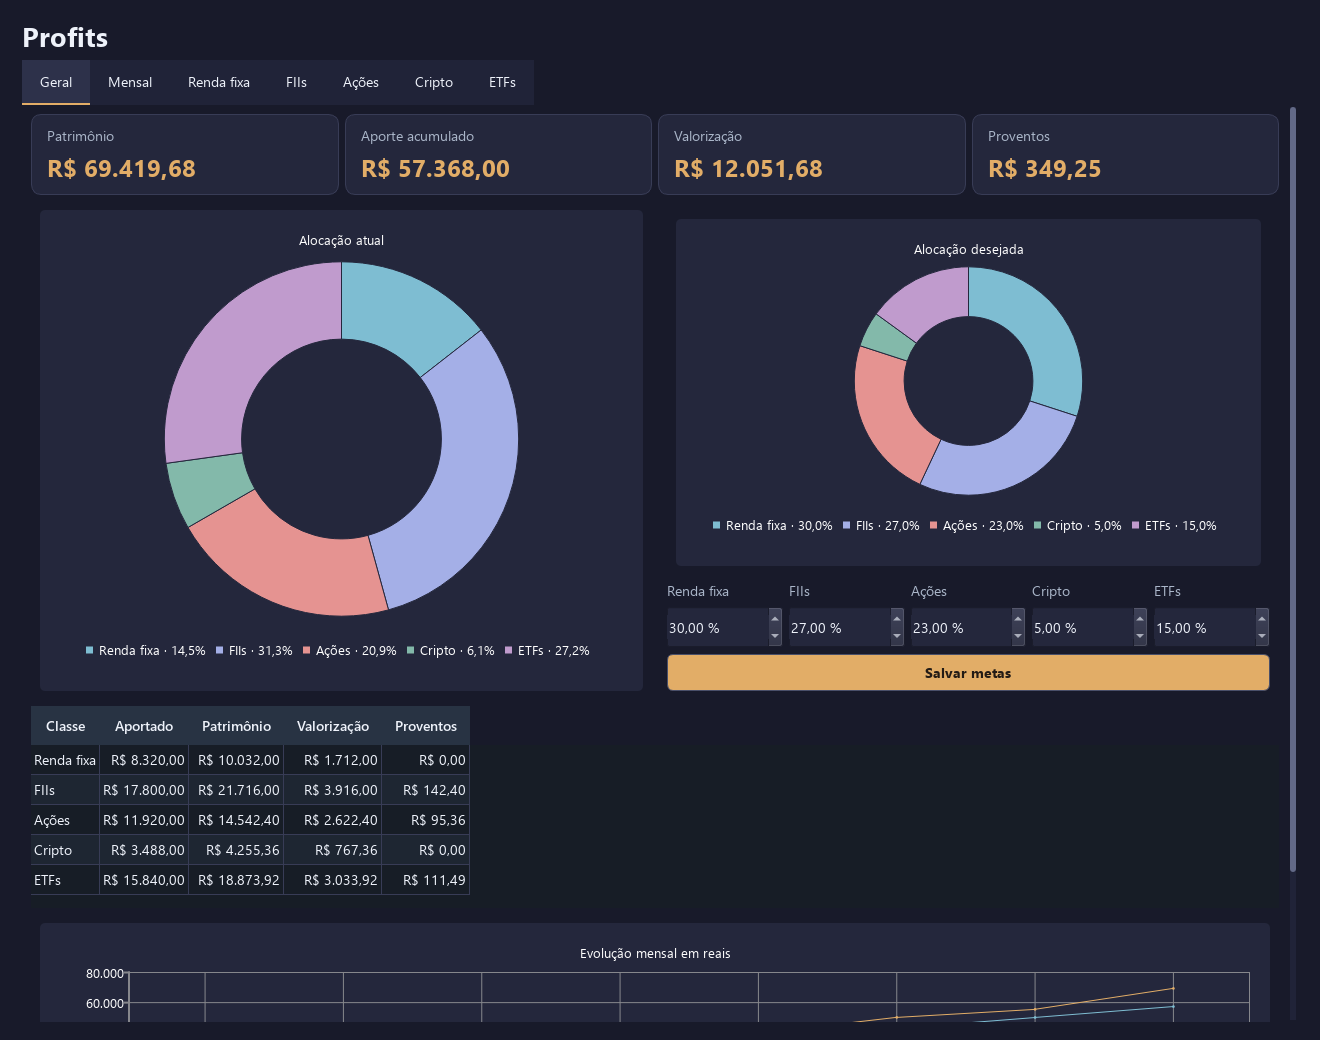 Profits
Geral Mensal Renda fixa FIIs Ações Cripto ETFs
Patrimônio Aporte acumulado Valorização Proventos
R$ 69.419,68 R$ 57.368,00 R$ 12.051,68 R$ 349,25
Alocação atual
Renda fixa · 14,5% FIIs · 31,3% Ações · 20,9% Cripto · 6,1% ETFs · 27,2%
Alocação desejada
Renda fixa · 30,0% FIIs · 27,0% Ações · 23,0% Cripto · 5,0% ETFs · 15,0%
Renda fixa FIIs Ações Cripto ETFs
30,00 % 27,00 % 23,00 % 5,00 % 15,00 %
Salvar metas
Classe Aportado Patrimônio Valorização Proventos
Renda fixa R$ 8.320,00 R$ 10.032,00 R$ 1.712,00 R$ 0,00
FIIs R$ 17.800,00 R$ 21.716,00 R$ 3.916,00 R$ 142,40
Ações R$ 11.920,00 R$ 14.542,40 R$ 2.622,40 R$ 95,36
Cripto R$ 3.488,00 R$ 4.255,36 R$ 767,36 R$ 0,00
ETFs R$ 15.840,00 R$ 18.873,92 R$ 3.033,92 R$ 111,49
Evolução mensal em reais
80.000
60.000